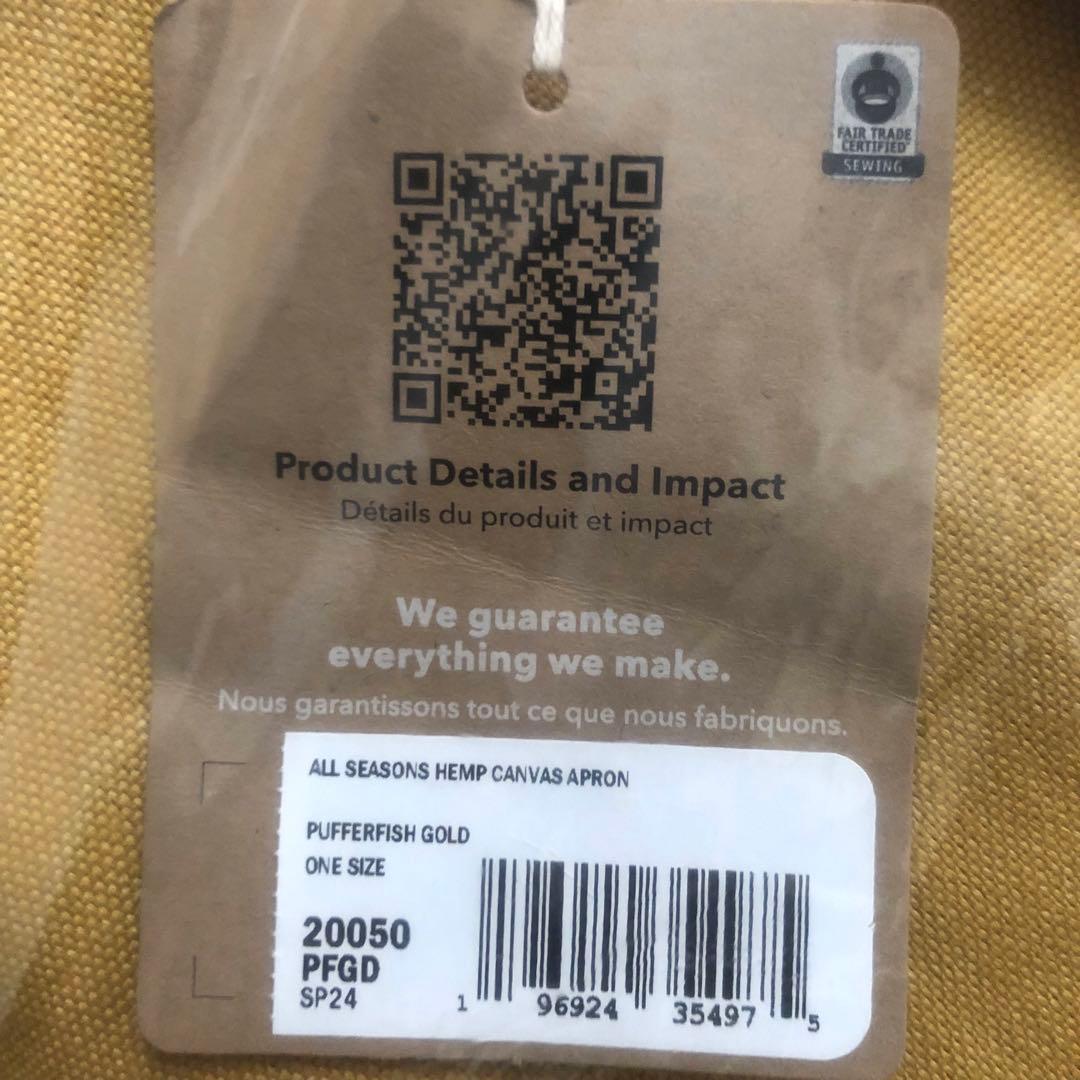 FAIR TRADE
CERTIFIED
SEWING
Product Details and Impact
Détails du produit et impact
We guarantee
everything we make.
Nous garantissons tout ce que nous fabriquons.
ALL SEASONS HEMP CANVAS APRON
PUFFERFISH GOLD
ONE SIZE
20050
PFGD
SP24
1 96924 35497 5